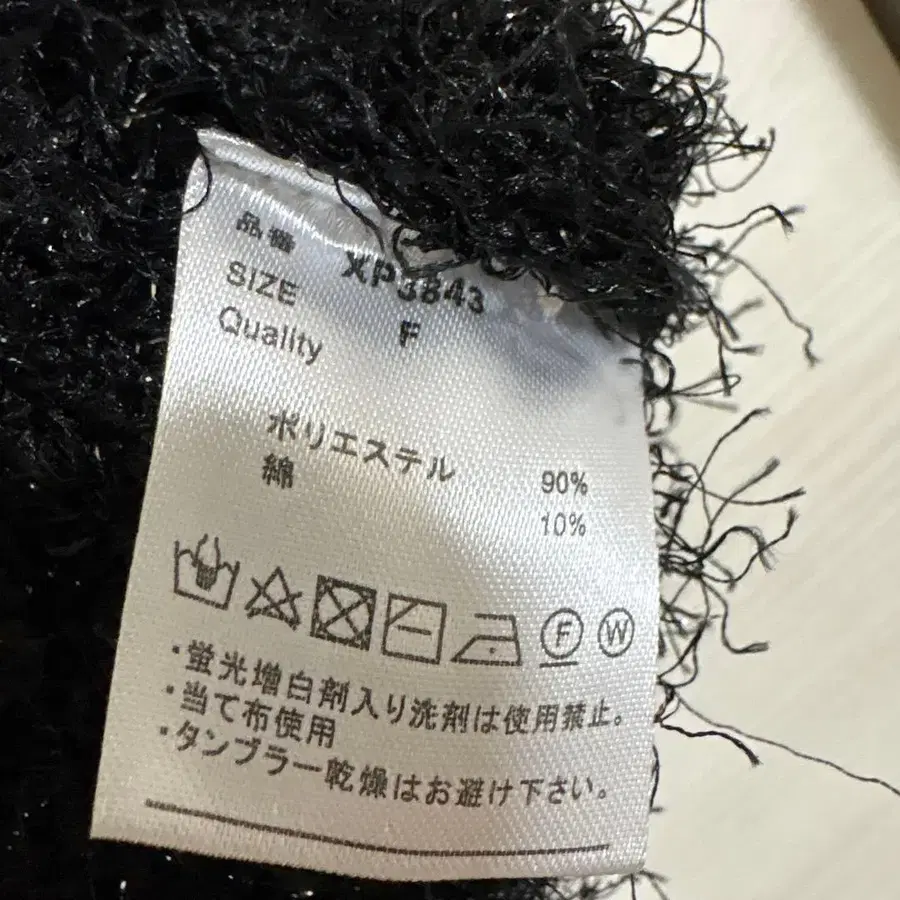 品番 XP3843
SIZE F
Quality
ポリエステル 90%
綿 10%
F W
・蛍光増白剤入り洗剤は使用禁止。
・当て布使用
・タンブラー乾燥はお避け下さい。